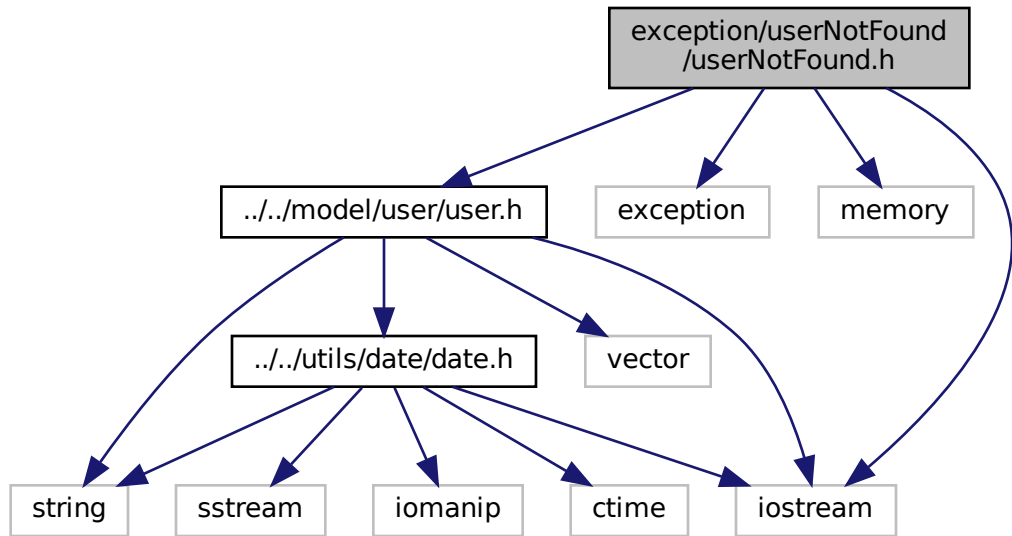 exception/userNotFound
/userNotFound.h
../../model/user/user.h
exception
memory
../../utils/date/date.h
vector
string
sstream
iomanip
ctime
iostream